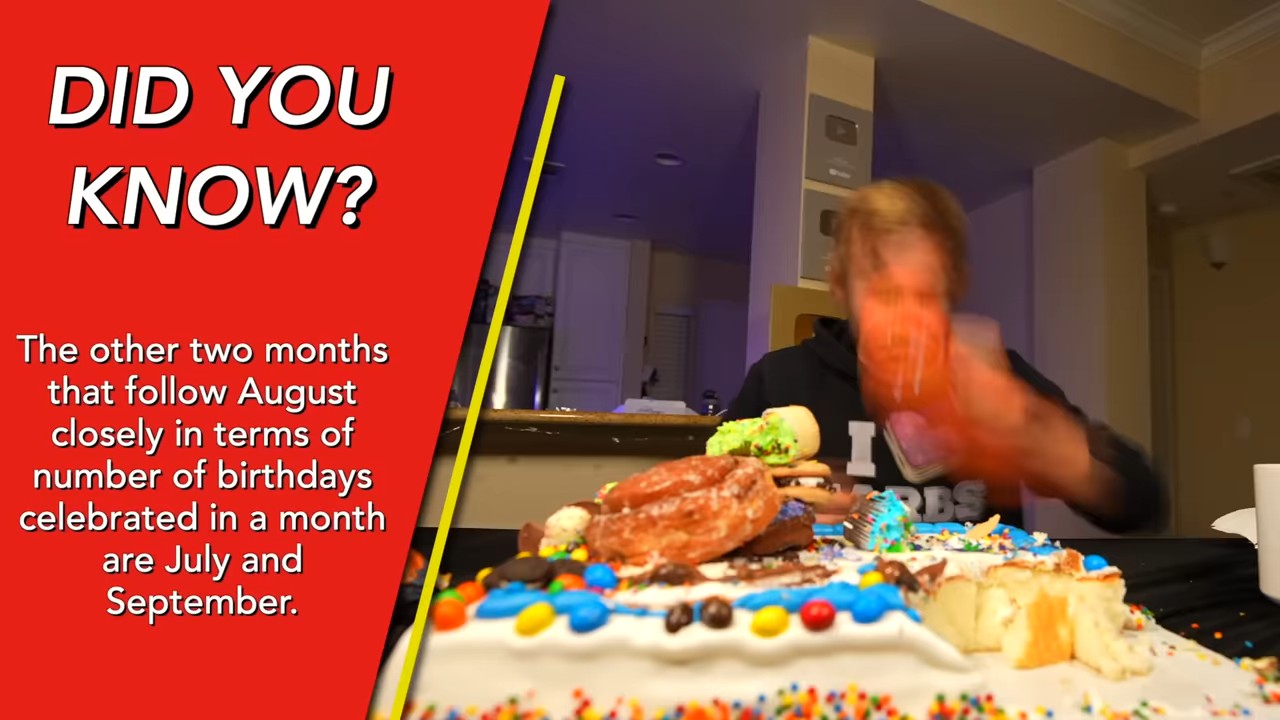 DID YOU
KNOW?
The other two months
that follow August
closely in terms of
number of birthdays
celebrated in a month
are July and
September.
I